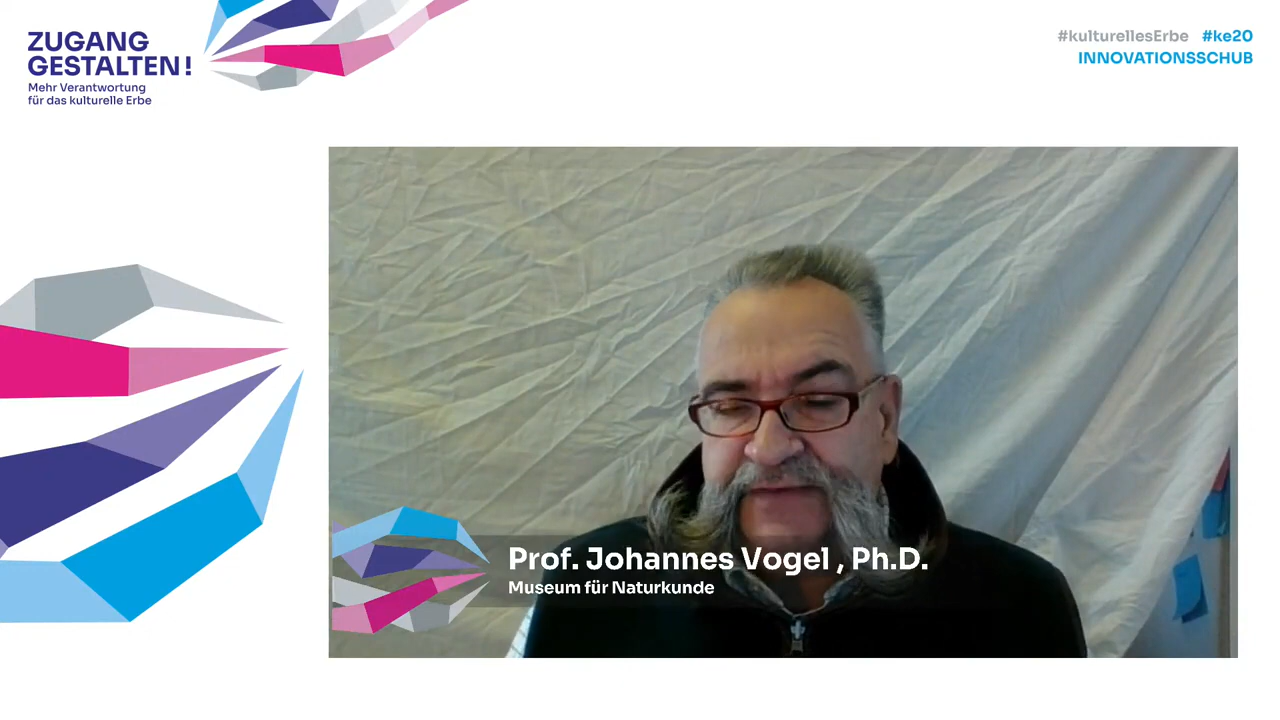 ZUGANG
GESTALTEN!
Mehr Verantwortung
für das kulturelle Erbe
#kulturellesErbe #ke20
INNOVATIONSSCHUB
Prof. Johannes Vogel , Ph.D.
Museum für Naturkunde